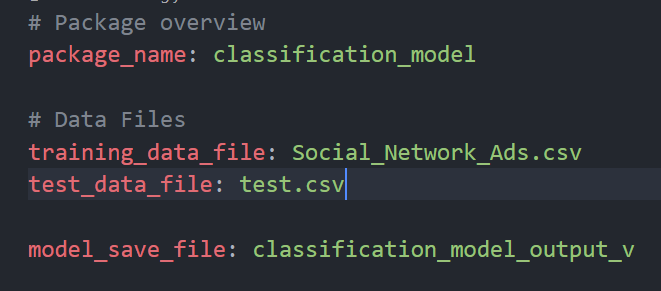 # Package overview
package_name: classification_model
# Data Files
training_data_file: Social_Network_Ads.csv
test_data_file: test.csv
model_save_file: classification_model_output_v